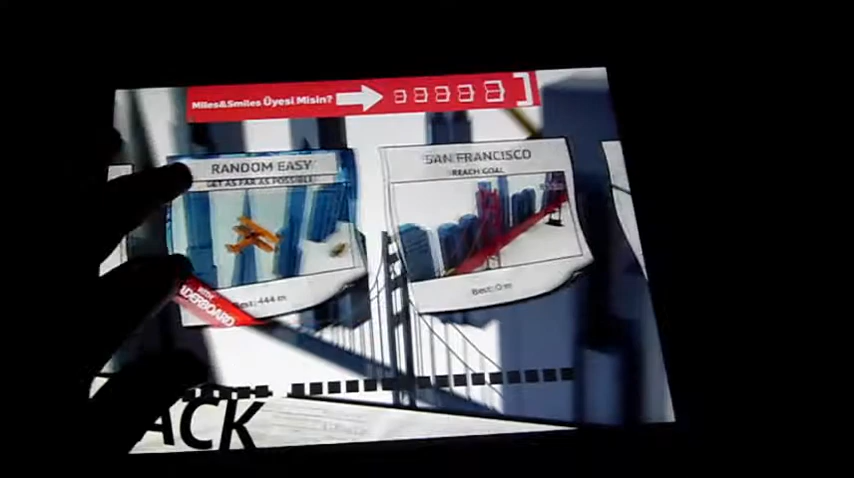 Miles&Smiles Üyesi Misin?
RANDOM EASY
GET AS FAR AS POSSIBLE
Best: 444 m
SAN FRANCISCO
REACH GOAL
Best: 0 m
ACK